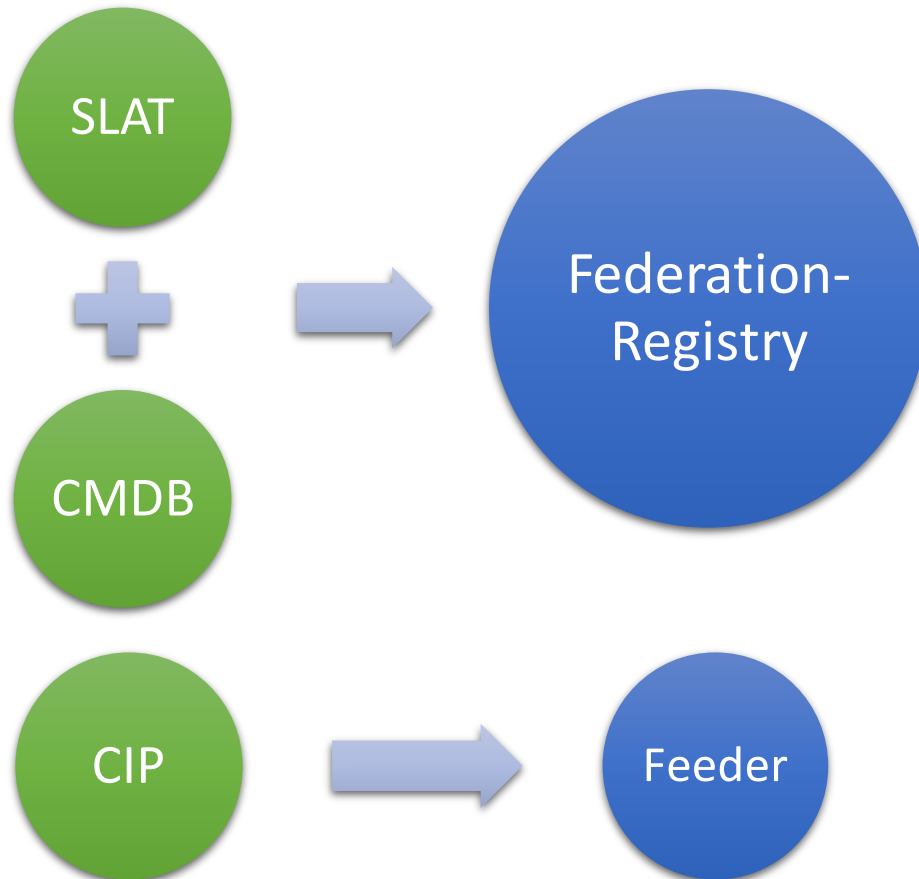 SLAT
Federation-
Registry
CMDB
CIP
Feeder